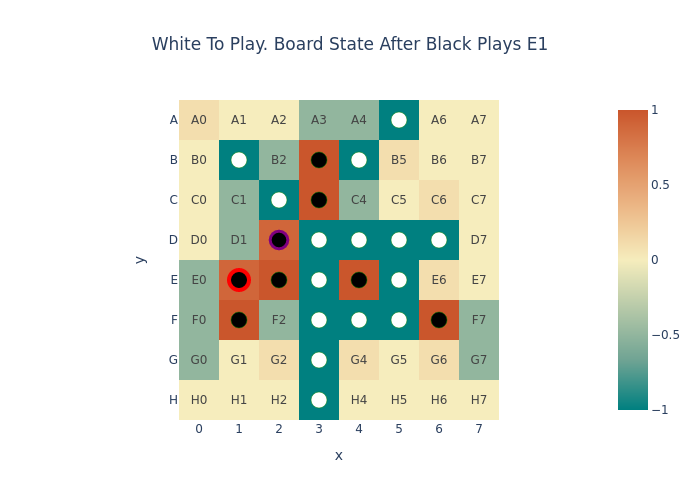 White To Play. Board State After Black Plays E1
A A0 A1 A2 A3 A4 A6 A7
B B0 B2 B5 B6 B7
C C0 C1 C4 C5 C6 C7
D D0 D1 D7
E E0 E6 E7
F F0 F2 F7
G G0 G1 G2 G4 G5 G6 G7
H H0 H1 H2 H4 H5 H6 H7
0 1 2 3 4 5 6 7
x
y
1
0.5
0
−0.5
−1